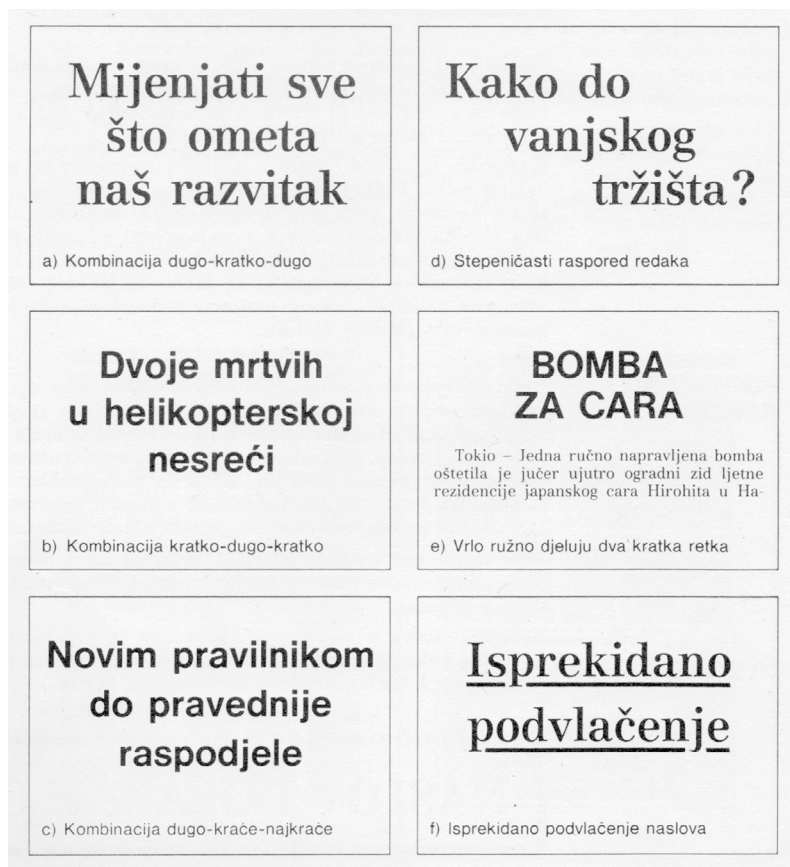 Mijenjati sve
što ometa
naš razvitak
a) Kombinacija dugo-kratko-dugo
Dvoje mrtvih
u helikopterskoj
nesreći
b) Kombinacija kratko-dugo-kratko
Novim pravilnikom
do pravednije
raspodjele
c) Kombinacija dugo-kraće-najkraće
Kako do
vanjskog
tržišta?
d) Stepeničasti raspored redaka
BOMBA
ZA CARA
Tokio – Jedna ručno napravljena bomba
oštetila je jučer ujutro ogradni zid ljetne
rezidencije japanskog cara Hirohita u Ha-
e) Vrlo ružno djeluju dva kratka retka
Isprekidano
podvlačenje
f) Isprekidano podvlačenje naslova